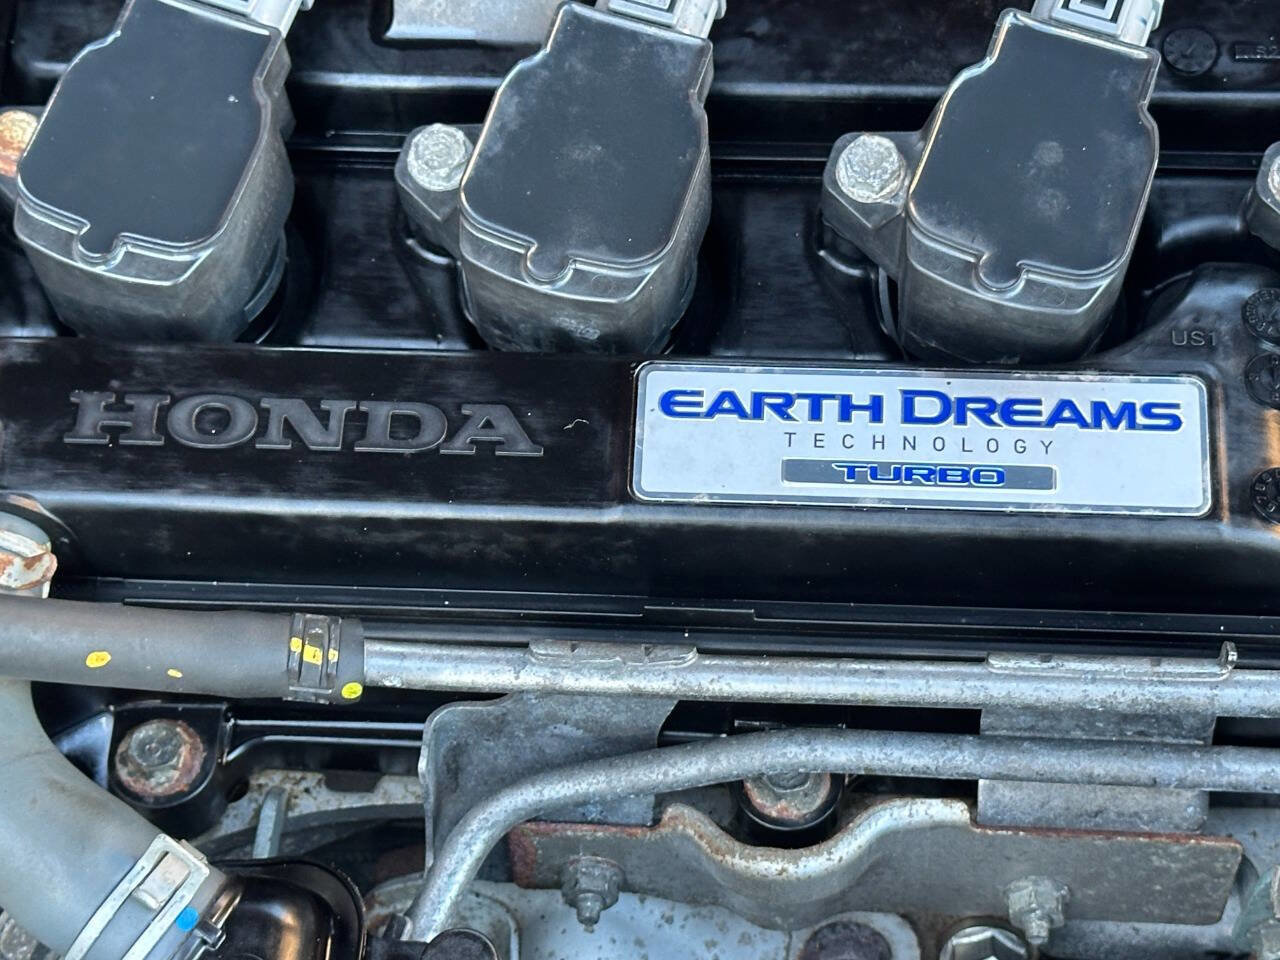 US1
HONDA
EARTH DREAMS
TECHNOLOGY
TURBO